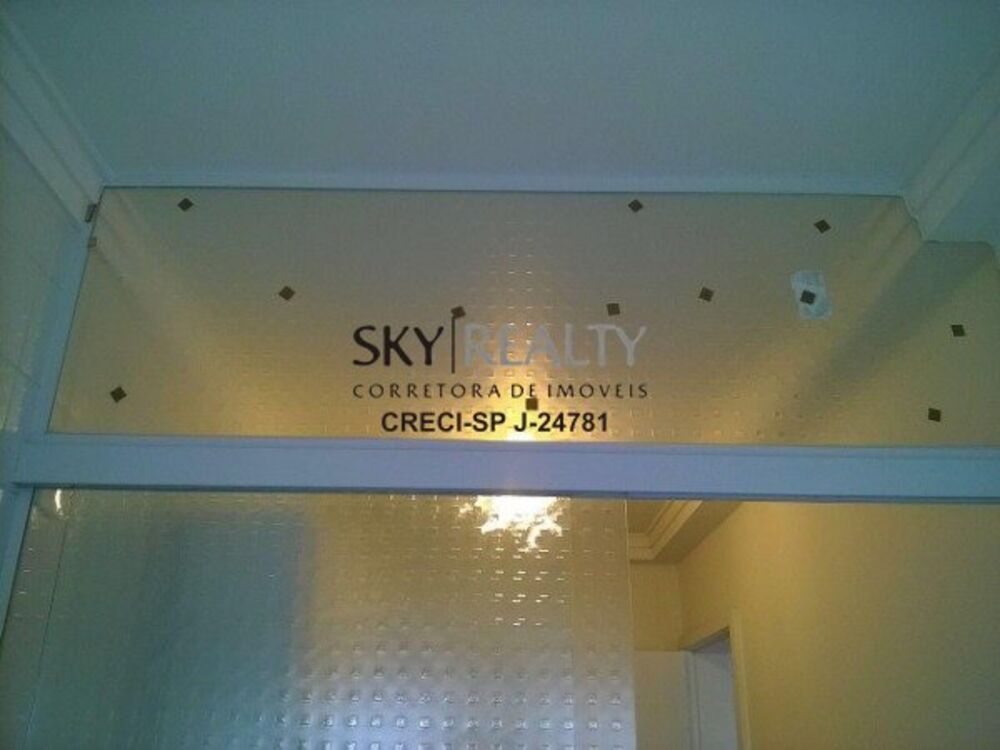 SKY REALTY
CORRETORA DE IMOVEIS
CRECI-SP J-24781